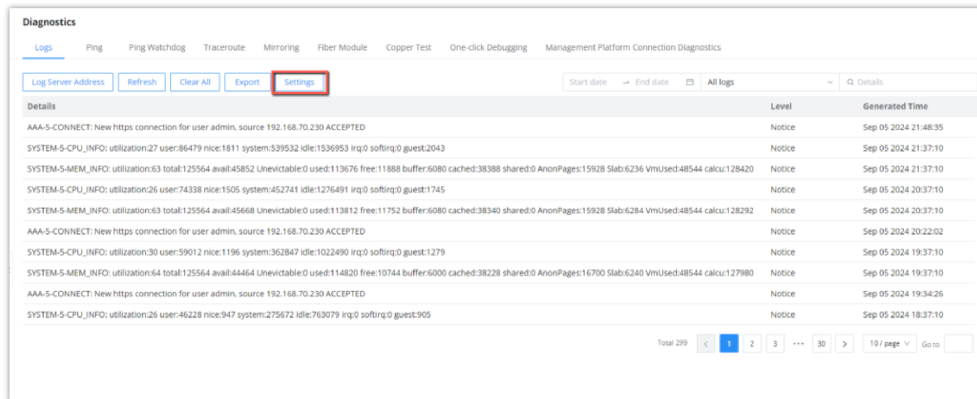 Diagnostics
Logs Ping Ping Watchdog Traceroute Mirroring Fiber Module Copper Test One-click Debugging Management Platform Connection Diagnostics
Log Server Address Refresh Clear All Export Settings Start date → End date All logs Details
Details Level Generated Time
AAA-5-CONNECT: New https connection for user admin, source 192.168.70.230 ACCEPTED Notice Sep 05 2024 21:48:35
SYSTEM-5-CPU_INFO: utilization:27 user:86479 nice:1811 system:539532 idle:1536953 irq:0 softirq:0 guest:2043 Notice Sep 05 2024 21:37:10
SYSTEM-5-MEM_INFO: utilization:63 total:125564 avail:45852 Unevictable:0 used:113676 free:11888 buffer:6080 cached:38388 shared:0 AnonPages:15928 Slab:6236 VmUsed:48544 calcu:128420 Notice Sep 05 2024 21:37:10
SYSTEM-5-CPU_INFO: utilization:26 user:74338 nice:1505 system:452741 idle:1276491 irq:0 softirq:0 guest:1745 Notice Sep 05 2024 20:37:10
SYSTEM-5-MEM_INFO: utilization:63 total:125564 avail:45668 Unevictable:0 used:113812 free:11752 buffer:6080 cached:38340 shared:0 AnonPages:15928 Slab:6284 VmUsed:48544 calcu:128292 Notice Sep 05 2024 20:37:10
AAA-5-CONNECT: New https connection for user admin, source 192.168.70.230 ACCEPTED Notice Sep 05 2024 20:22:02
SYSTEM-5-CPU_INFO: utilization:30 user:59012 nice:1196 system:362847 idle:1022490 irq:0 softirq:0 guest:1279 Notice Sep 05 2024 19:37:10
SYSTEM-5-MEM_INFO: utilization:64 total:125564 avail:44464 Unevictable:0 used:114820 free:10744 buffer:6000 cached:38228 shared:0 AnonPages:16700 Slab:6240 VmUsed:48544 calcu:127980 Notice Sep 05 2024 19:37:10
AAA-5-CONNECT: New https connection for user admin, source 192.168.70.230 ACCEPTED Notice Sep 05 2024 19:34:26
SYSTEM-5-CPU_INFO: utilization:26 user:46228 nice:947 system:275672 idle:763079 irq:0 softirq:0 guest:905 Notice Sep 05 2024 18:37:10
Total 299 < 1 2 3 ••• 30 > 10 / page Go to